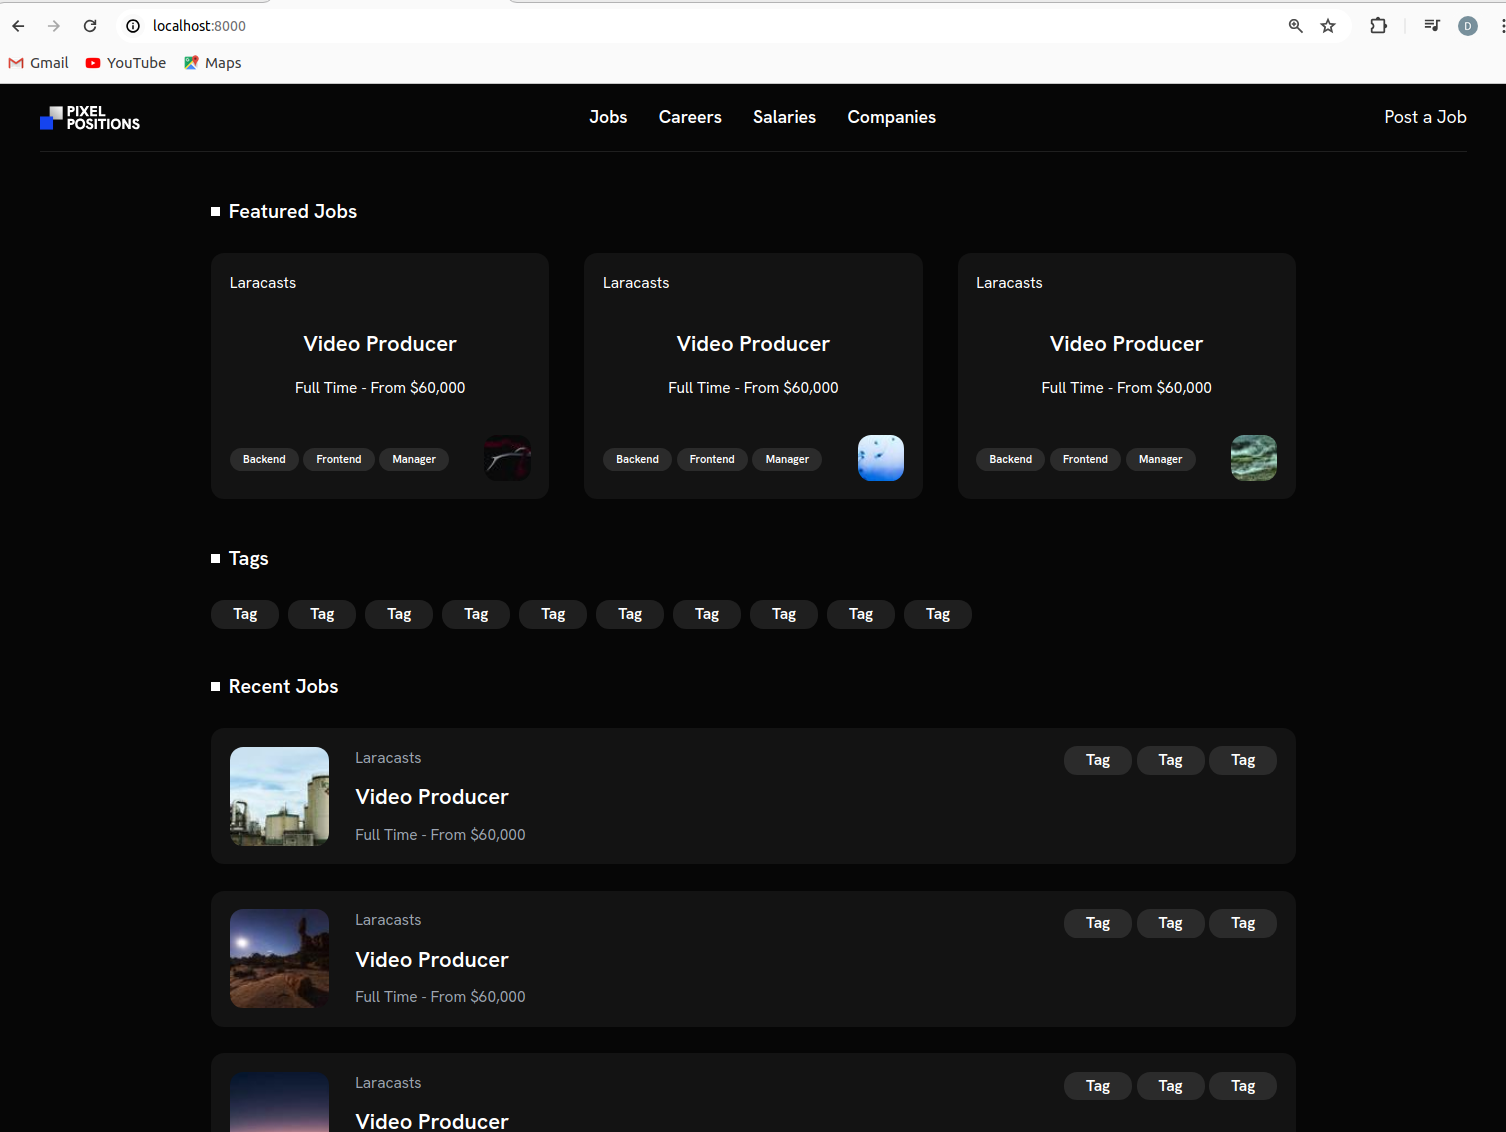 localhost:8000
D
Gmail YouTube Maps
PIXEL
POSITIONS
Jobs Careers Salaries Companies
Post a Job
Featured Jobs
Laracasts
Video Producer
Full Time - From $60,000
Backend Frontend Manager
Laracasts
Video Producer
Full Time - From $60,000
Backend Frontend Manager
Laracasts
Video Producer
Full Time - From $60,000
Backend Frontend Manager
Tags
Tag Tag Tag Tag Tag Tag Tag Tag Tag Tag
Recent Jobs
Laracasts
Video Producer
Full Time - From $60,000
Tag Tag Tag
Laracasts
Video Producer
Full Time - From $60,000
Tag Tag Tag
Laracasts
Video Producer
Tag Tag Tag